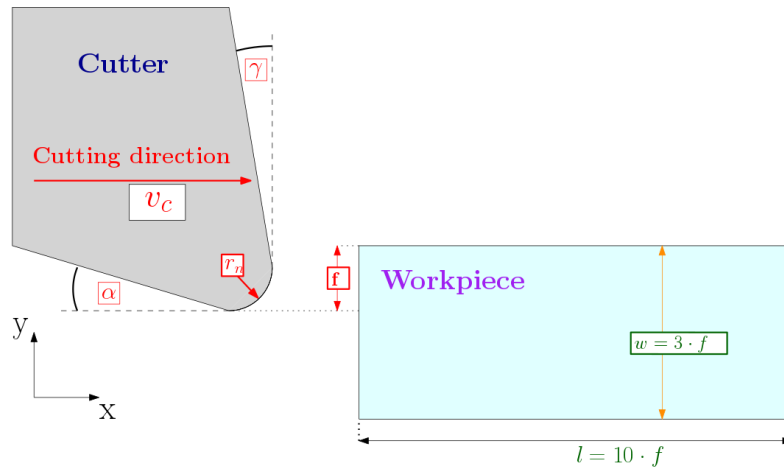 γ
Cutter
Cutting direction
v_c
r_n
f
Workpiece
α
y
w = 3 · f
x
l = 10 · f